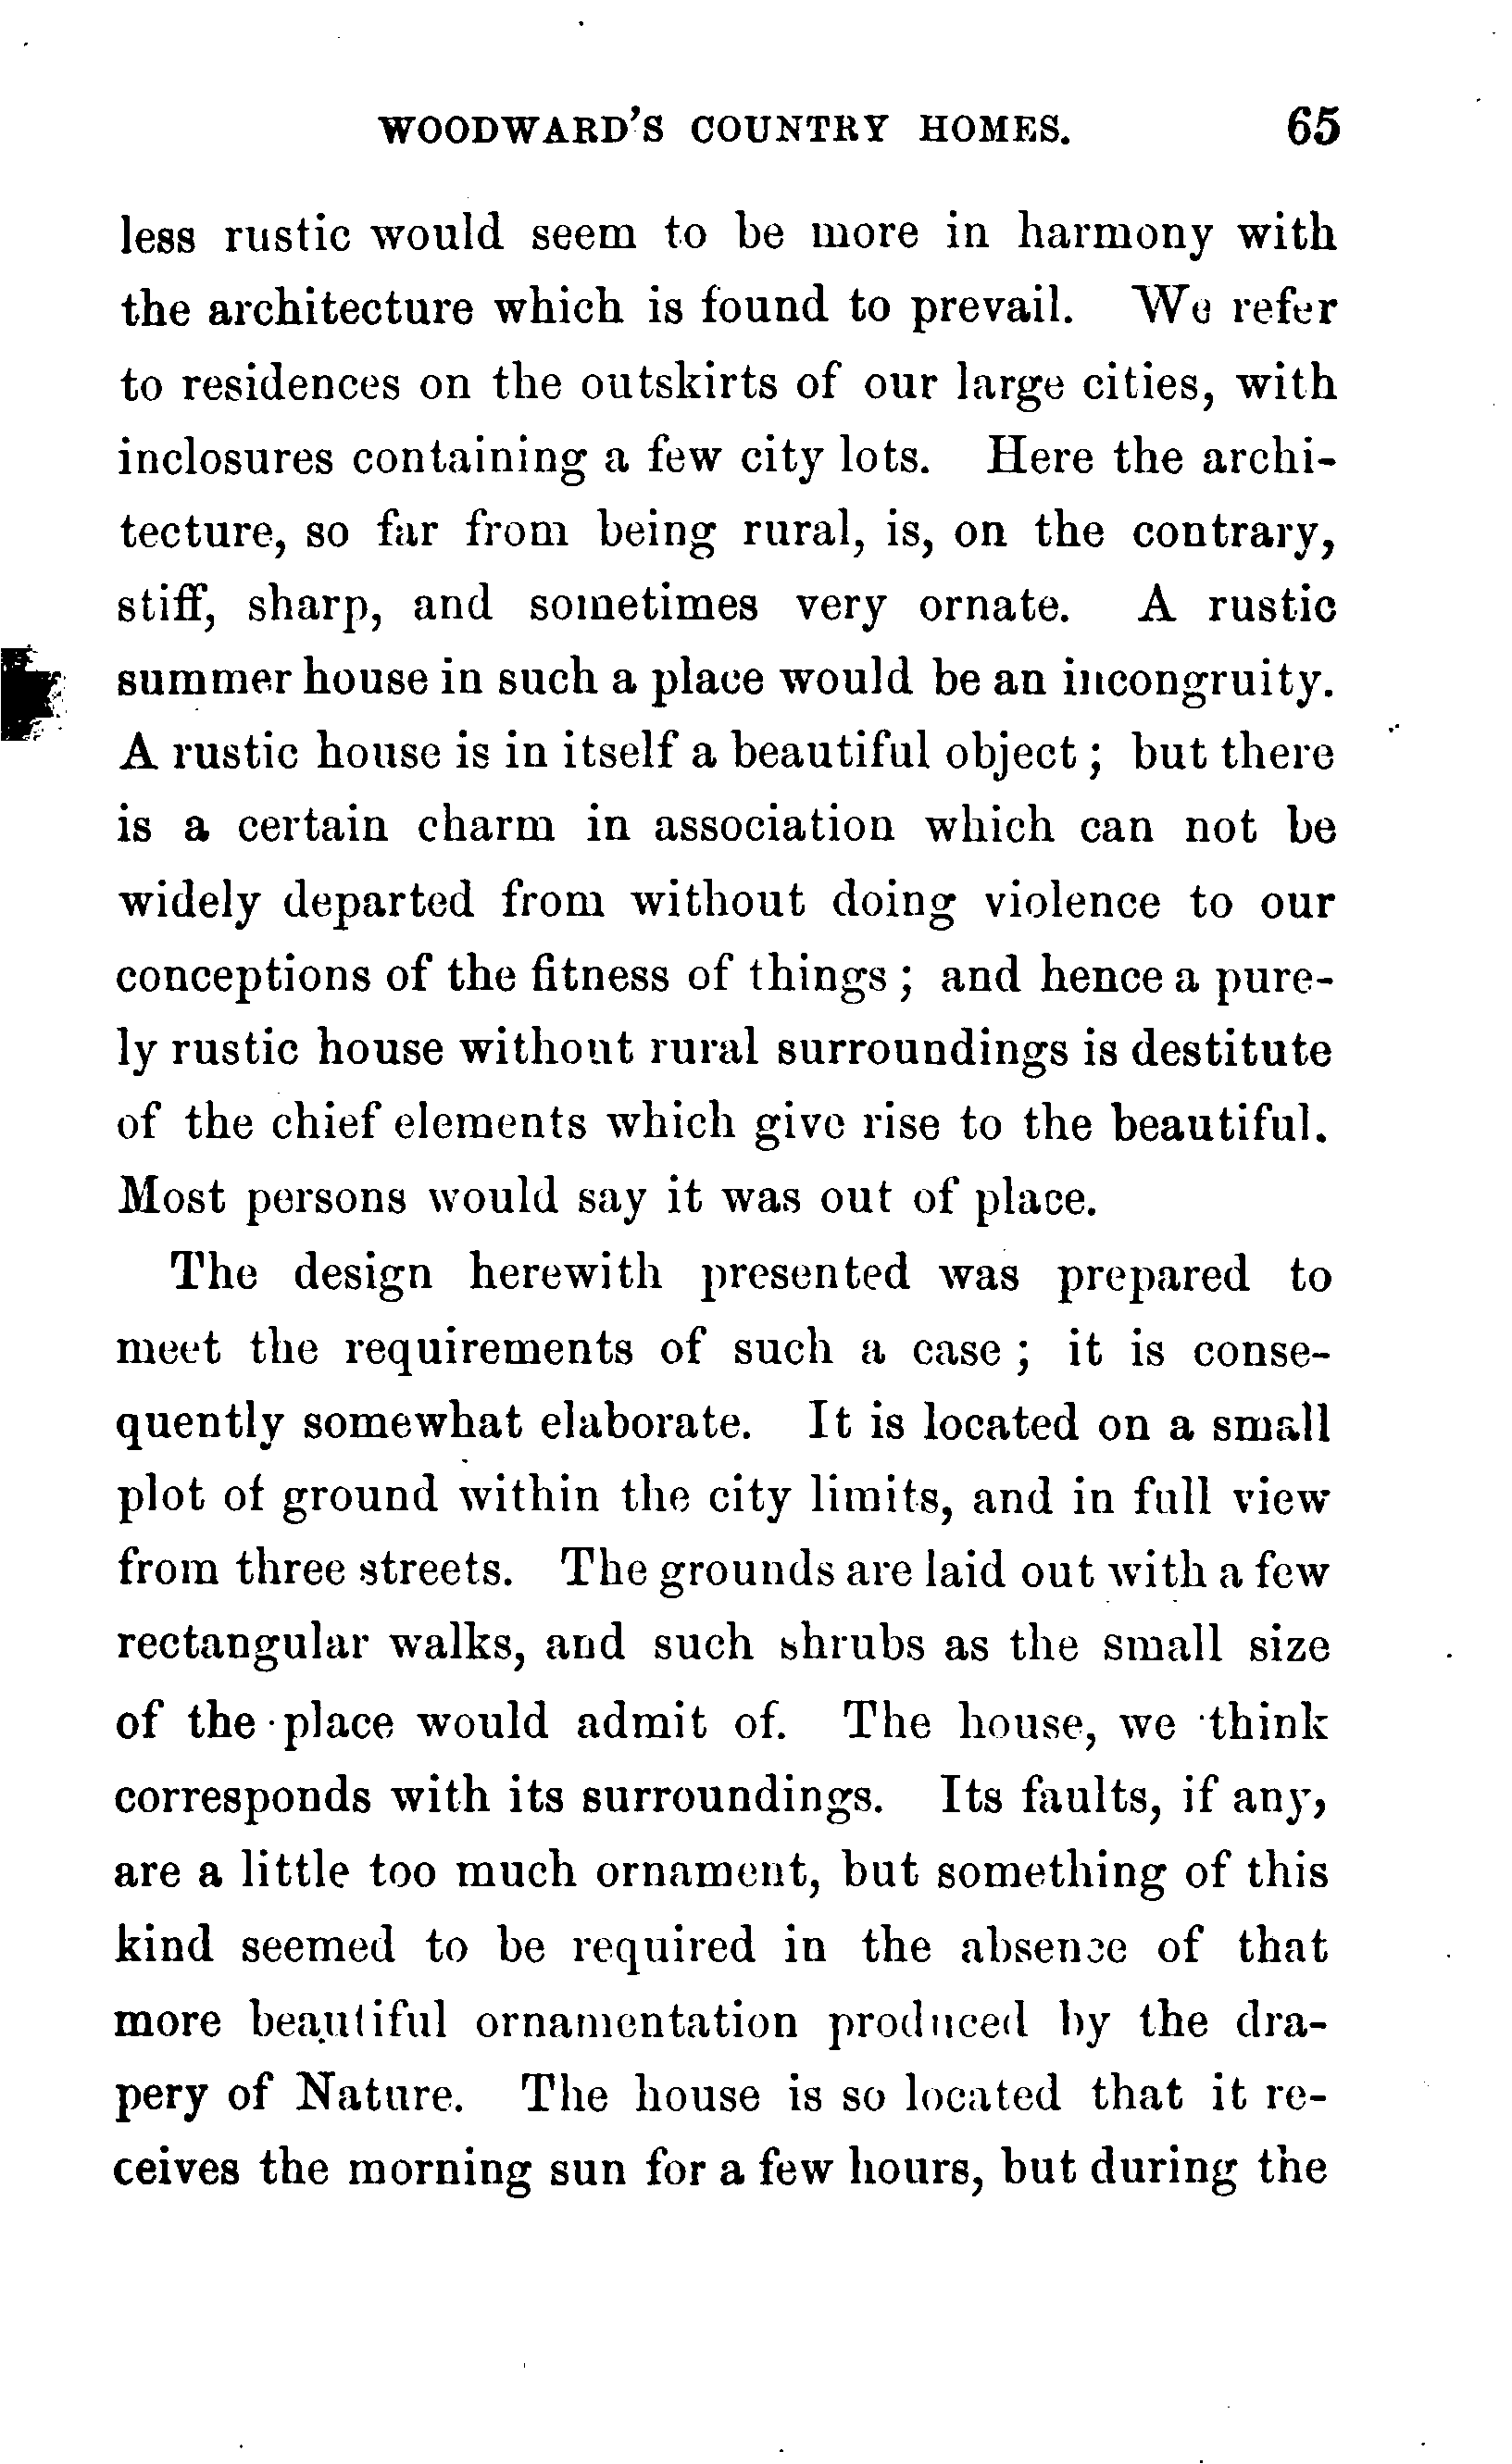 WOODWARD'S COUNTRY HOMES. 65
less rustic would seem to be more in harmony with
the architecture which is found to prevail. We refer
to residences on the outskirts of our large cities, with
inclosures containing a few city lots. Here the archi-
tecture, so far from being rural, is, on the contrary,
stiff, sharp, and sometimes very ornate. A rustic
summer house in such a place would be an incongruity.
A rustic house is in itself a beautiful object ; but there
is a certain charm in association which can not be
widely departed from without doing violence to our
conceptions of the fitness of things ; and hence a pure-
ly rustic house without rural surroundings is destitute
of the chief elements which give rise to the beautiful.
Most persons would say it was out of place.
The design herewith presented was prepared to
meet the requirements of such a case ; it is conse-
quently somewhat elaborate. It is located on a small
plot of ground within the city limits, and in full view
from three streets. The grounds are laid out with a few
rectangular walks, and such shrubs as the small size
of the place would admit of. The house, we think
corresponds with its surroundings. Its faults, if any,
are a little too much ornament, but something of this
kind seemed to be required in the absence of that
more beautiful ornamentation produced by the dra-
pery of Nature. The house is so located that it re-
ceives the morning sun for a few hours, but during the